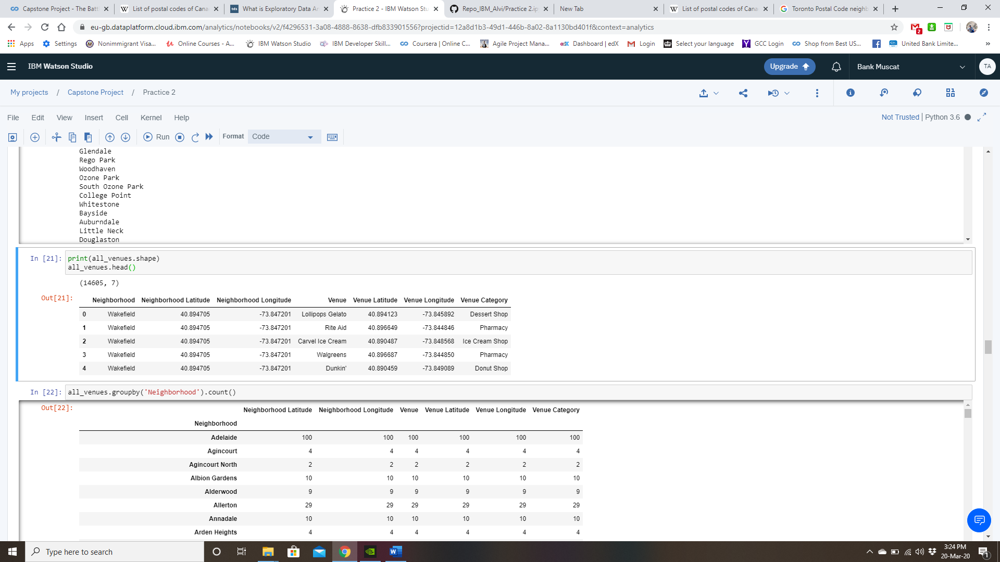 Capstone Project - The Batt
List of postal codes of Cana
What is Exploratory Data An
Practice 2 - IBM Watson Stu
Repo_IBM_Alvi/Practice 2.ip
New Tab
List of postal codes of Cana
Toronto Postal Code neighb
eu-gb.dataplatform.cloud.ibm.com/analytics/notebooks/v2/f4296531-3a08-4888-8638-dfb833901556?projectid=12a8d1b3-49d1-446b-8a02-8a1130bd401f&context=analytics
2
Apps Settings Nonimmigrant Visa... Online Courses - A... IBM Watson Studio IBM Developer Skill... Coursera | Online C... Agile Project Mana... Dashboard | edX Login Select your language GCC Login Shop from Best US... United Bank Limite... »
IBM Watson Studio
Upgrade
Bank Muscat
TA
My projects / Capstone Project / Practice 2
File Edit View Insert Cell Kernel Help
Not Trusted | Python 3.6
Run
Format
Code
Glendale
Rego Park
Woodhaven
Ozone Park
South Ozone Park
College Point
Whitestone
Bayside
Auburndale
Little Neck
Douglaston
In [21]: print(all_venues.shape)
all_venues.head()
(14605, 7)
Out[21]:
Neighborhood Neighborhood Latitude Neighborhood Longitude Venue Venue Latitude Venue Longitude Venue Category
0 Wakefield 40.894705 -73.847201 Lollipops Gelato 40.894123 -73.845892 Dessert Shop
1 Wakefield 40.894705 -73.847201 Rite Aid 40.896649 -73.844846 Pharmacy
2 Wakefield 40.894705 -73.847201 Carvel Ice Cream 40.890487 -73.848568 Ice Cream Shop
3 Wakefield 40.894705 -73.847201 Walgreens 40.896687 -73.844850 Pharmacy
4 Wakefield 40.894705 -73.847201 Dunkin' 40.890459 -73.849089 Donut Shop
In [22]: all_venues.groupby('Neighborhood').count()
Out[22]:
Neighborhood Latitude Neighborhood Longitude Venue Venue Latitude Venue Longitude Venue Category
Neighborhood
Adelaide 100 100 100 100 100 100
Agincourt 4 4 4 4 4 4
Agincourt North 2 2 2 2 2 2
Albion Gardens 10 10 10 10 10 10
Alderwood 9 9 9 9 9 9
Allerton 29 29 29 29 29 29
Annadale 10 10 10 10 10 10
Arden Heights 4 4 4 4 4 4
Type here to search
3:24 PM
20-Mar-20
1